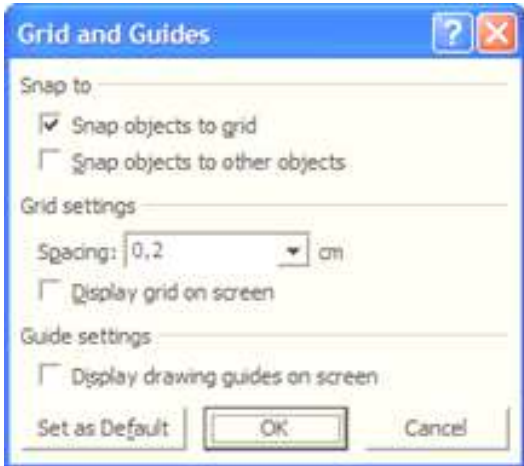 Grid and Guides
Snap to
Snap objects to grid
Snap objects to other objects
Grid settings
Spacing: 0,2 cm
Display grid on screen
Guide settings
Display drawing guides on screen
Set as Default OK Cancel